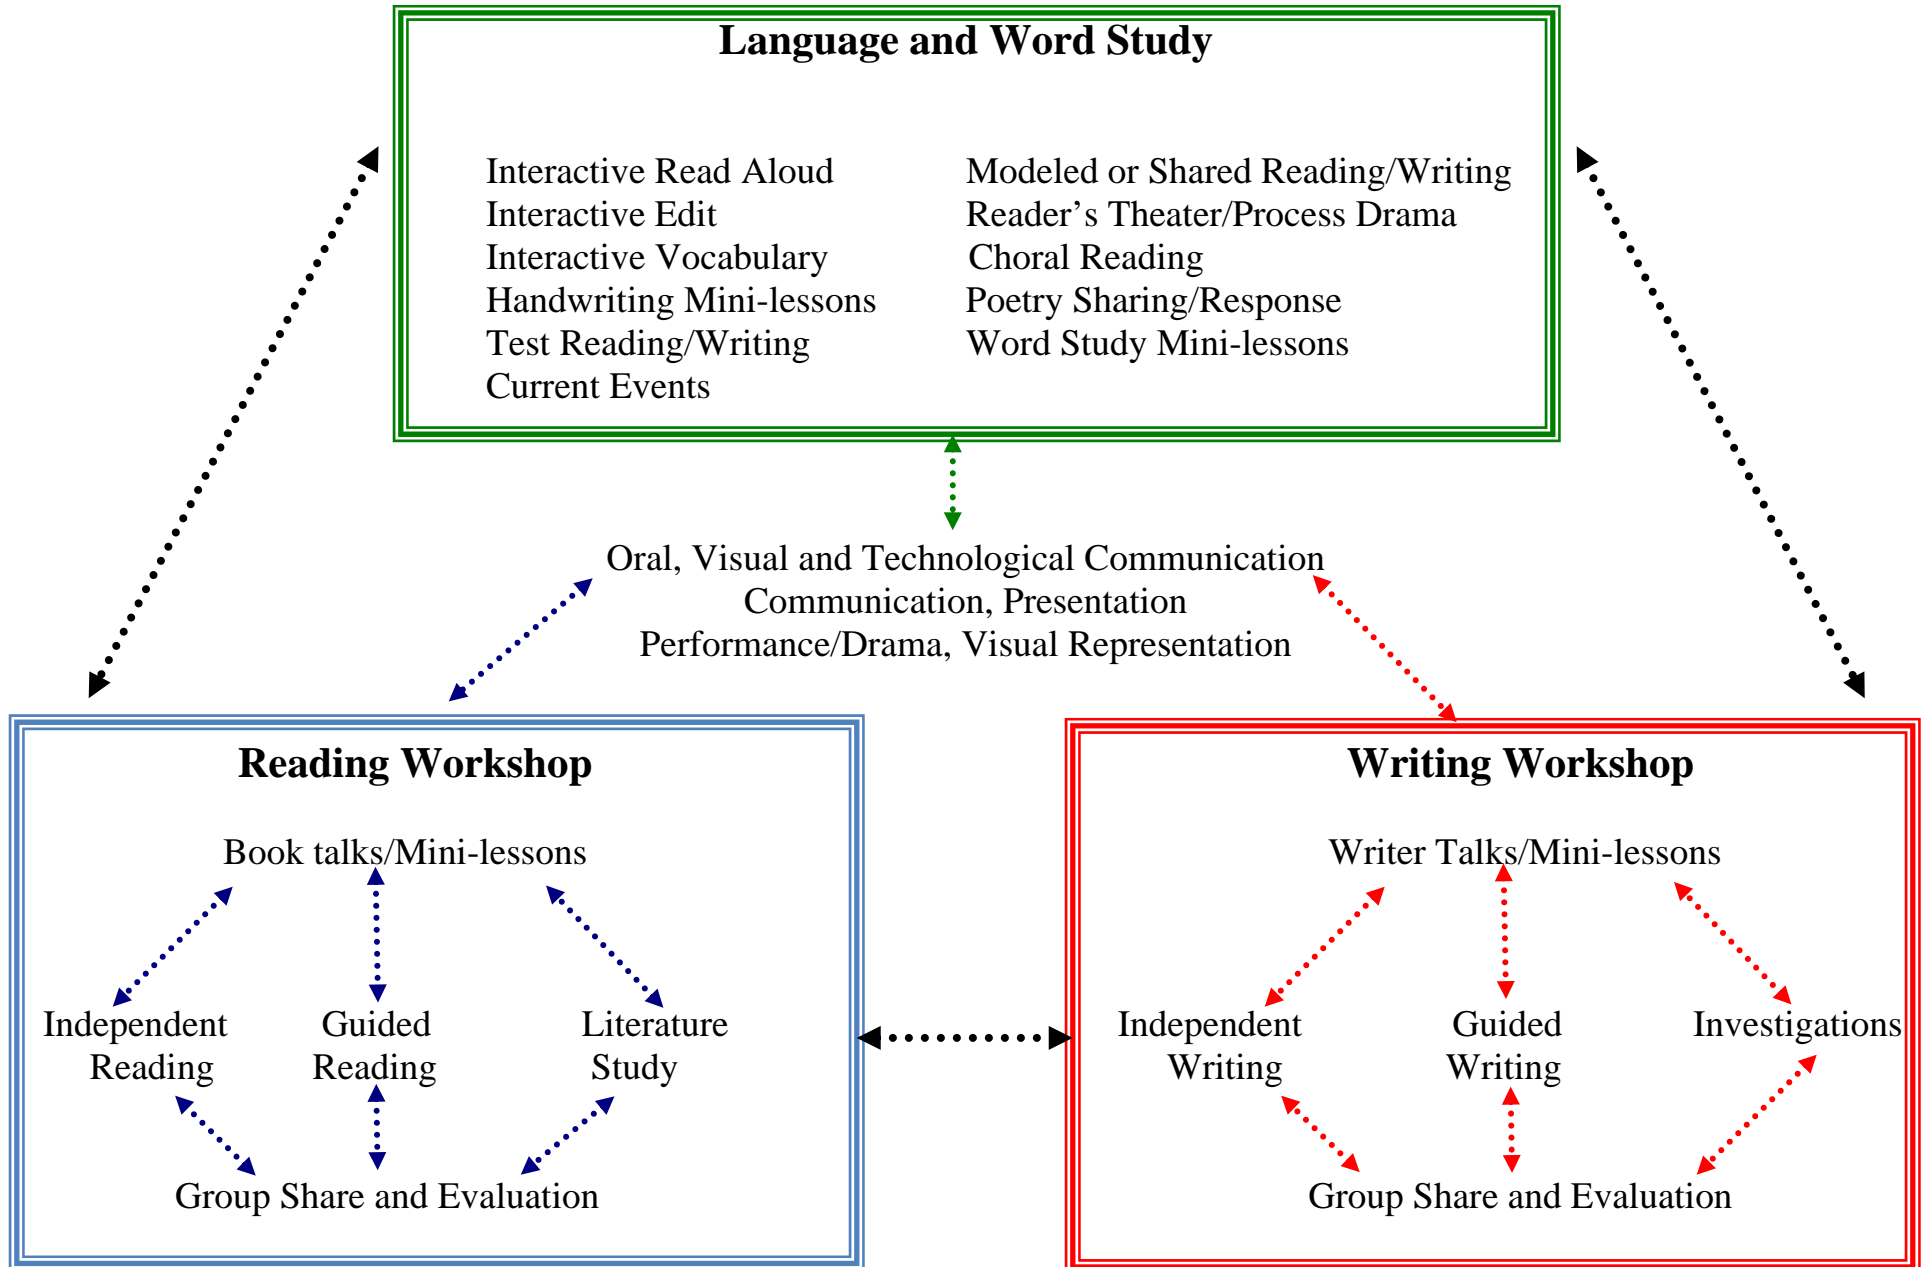 Language and Word Study
Interactive Read Aloud
Interactive Edit
Interactive Vocabulary
Handwriting Mini-lessons
Test Reading/Writing
Current Events
Modeled or Shared Reading/Writing
Reader’s Theater/Process Drama
Choral Reading
Poetry Sharing/Response
Word Study Mini-lessons
Oral, Visual and Technological Communication
Communication, Presentation
Performance/Drama, Visual Representation
Reading Workshop
Book talks/Mini-lessons
Independent
Reading
Guided
Reading
Literature
Study
Group Share and Evaluation
Writing Workshop
Writer Talks/Mini-lessons
Independent
Writing
Guided
Writing
Investigations
Group Share and Evaluation